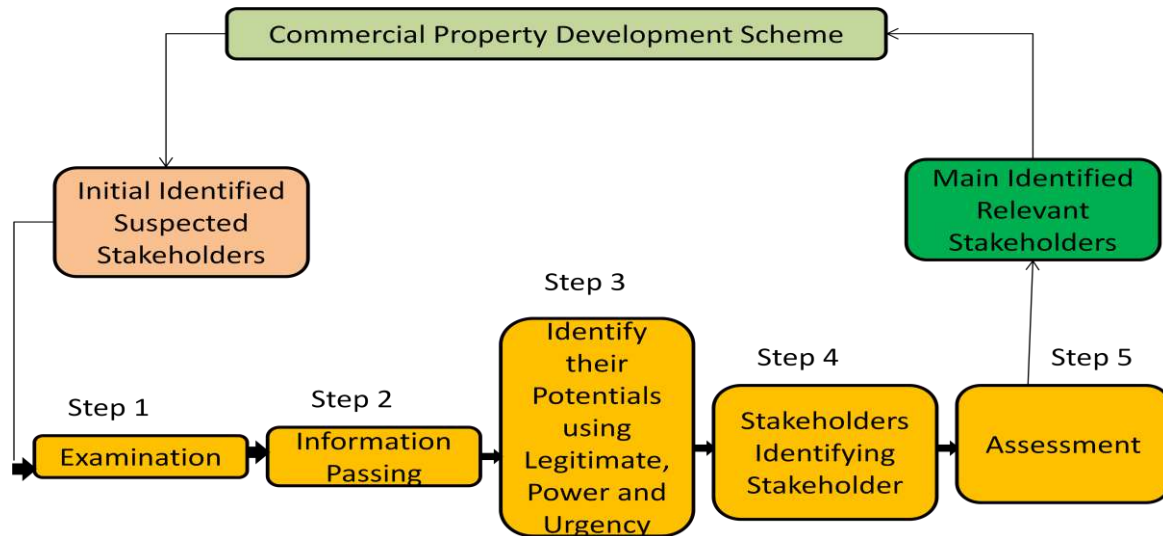 Commercial Property Development Scheme
Initial Identified
Suspected
Stakeholders
Main Identified
Relevant
Stakeholders
Step 1
Examination
Step 2
Information
Passing
Step 3
Identify
their
Potentials
using
Legitimate,
Power and
Urgency
Step 4
Stakeholders
Identifying
Stakeholder
Step 5
Assessment